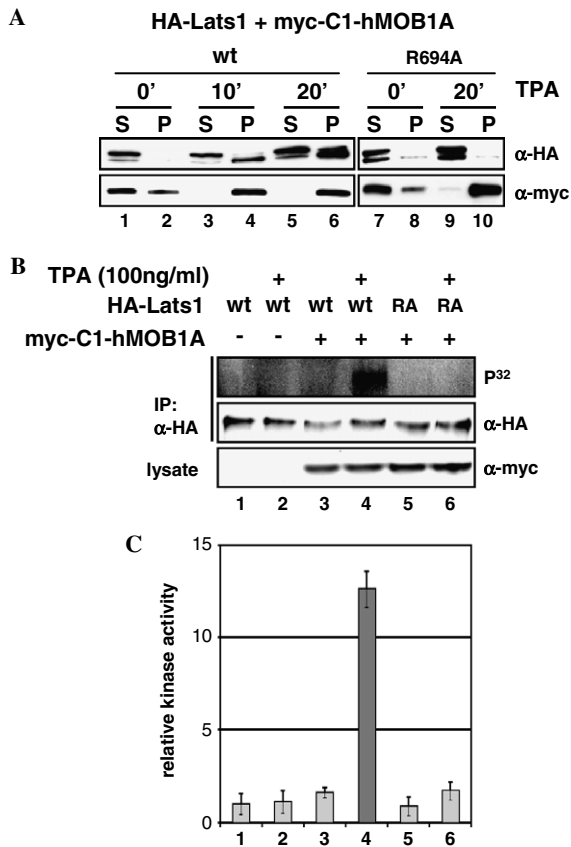 A
HA-Lats1 + myc-C1-hMOB1A
wt R694A
0’ 10’ 20’ 0’ 20’ TPA
S P S P S P S P S P
α-HA
α-myc
1 2 3 4 5 6 7 8 9 10
B
TPA (100ng/ml) + + +
HA-Lats1 wt wt wt wt RA RA
myc-C1-hMOB1A - - + + + +
P32
IP:
α-HA α-HA
lysate α-myc
1 2 3 4 5 6
C
relative kinase activity
15
10
5
0
1 2 3 4 5 6